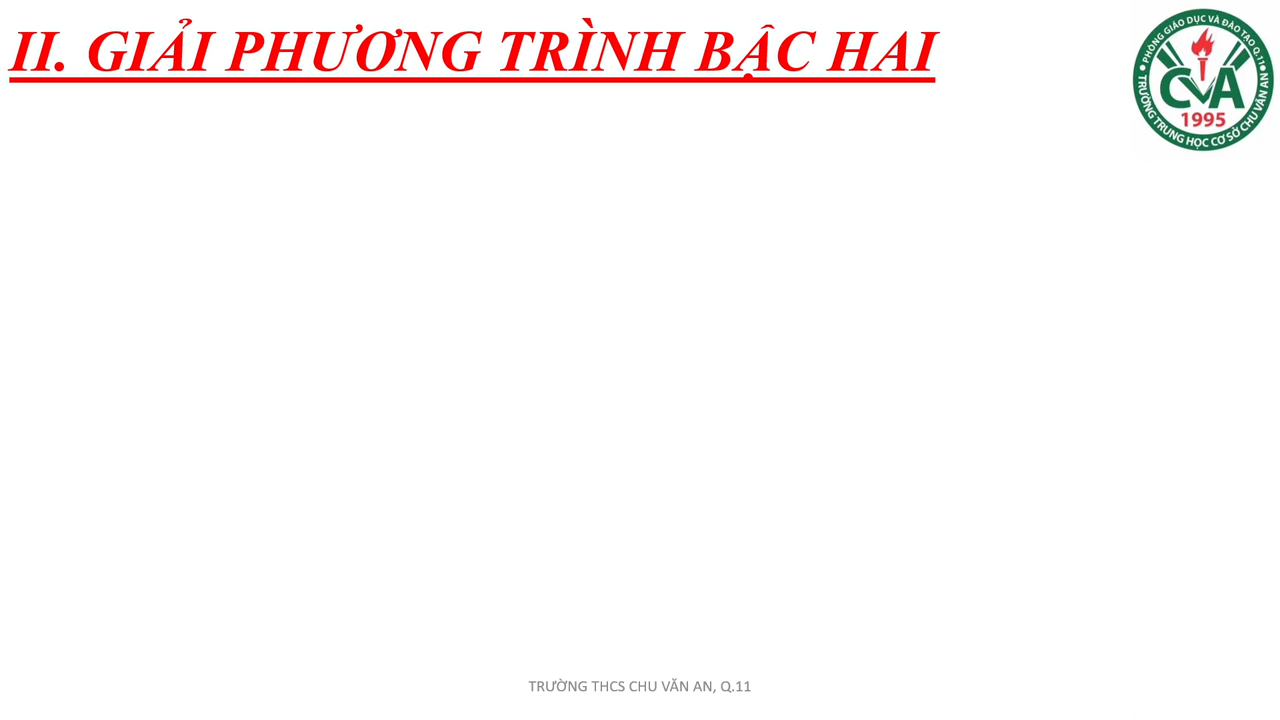 II. GIẢI PHƯƠNG TRÌNH BẬC HAI
PHÒNG GIÁO DỤC VÀ ĐÀO TẠO Q.11
CVA
1995
TRƯỜNG TRUNG HỌC CƠ SỞ CHU VĂN AN
TRƯỜNG THCS CHU VĂN AN, Q.11